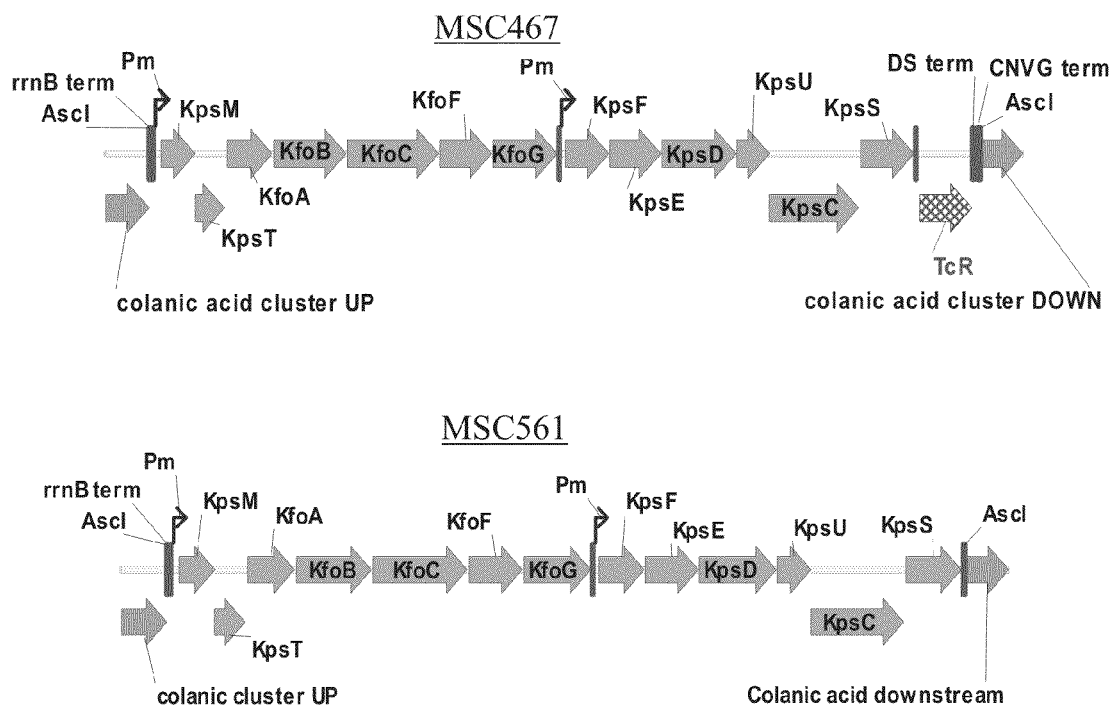 MSC467
Pm
rrnB term
AscI
KpsM
KfoF
Pm
KpsF
KpsU
KpsS
DS term
CNVG term
AscI
KfoB
KfoC
KfoG
KpsD
KfoA
KpsE
KpsT
KpsC
TcR
colanic acid cluster UP
colanic acid cluster DOWN
MSC561
Pm
rrnB term
AscI
KpsM
KfoA
KfoF
Pm
KpsF
KpsE
KpsU
KpsS
AscI
KfoB
KfoC
KfoG
KpsD
KpsT
KpsC
colanic cluster UP
Colanic acid downstream